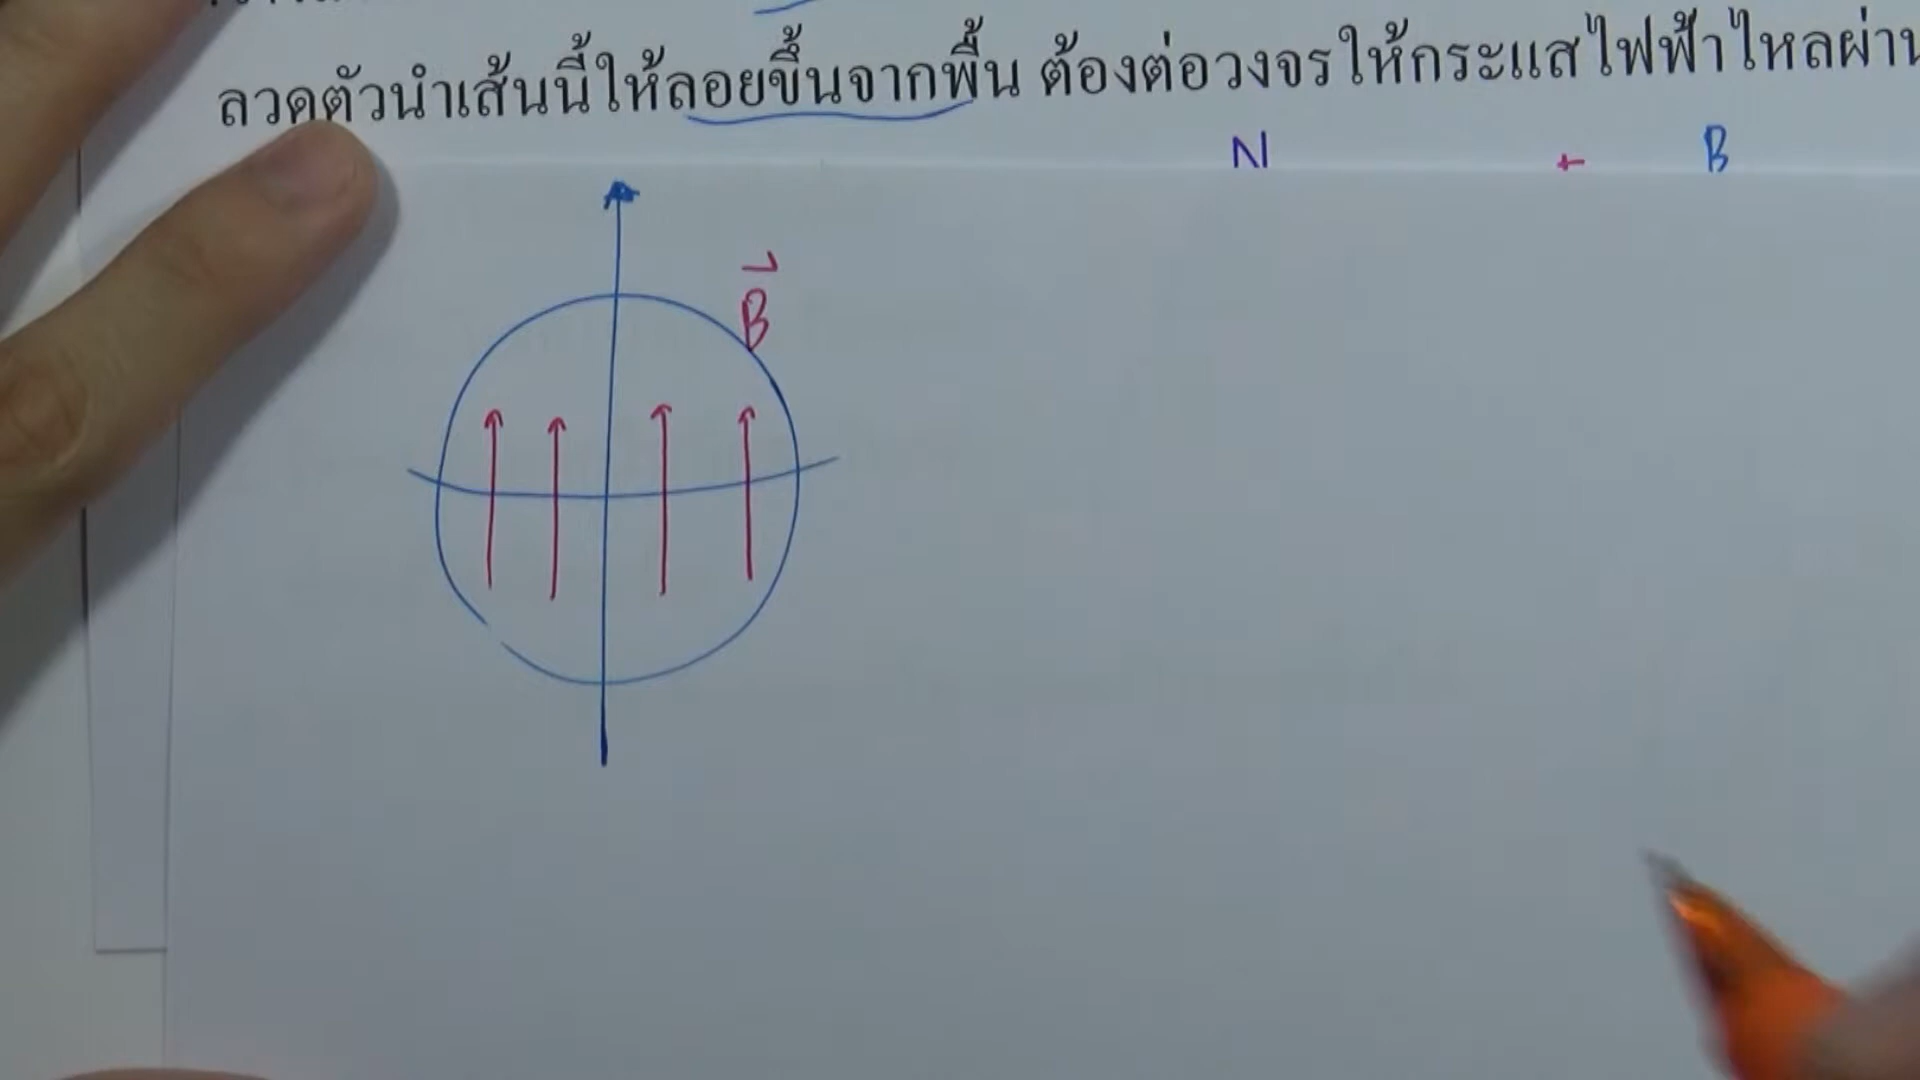 ลวดตัวนำเส้นนี้ให้ลอยขึ้นจากพื้น ต้องต่อวงจรให้กระแสไฟฟ้าไหลผ่าน
N + B
B